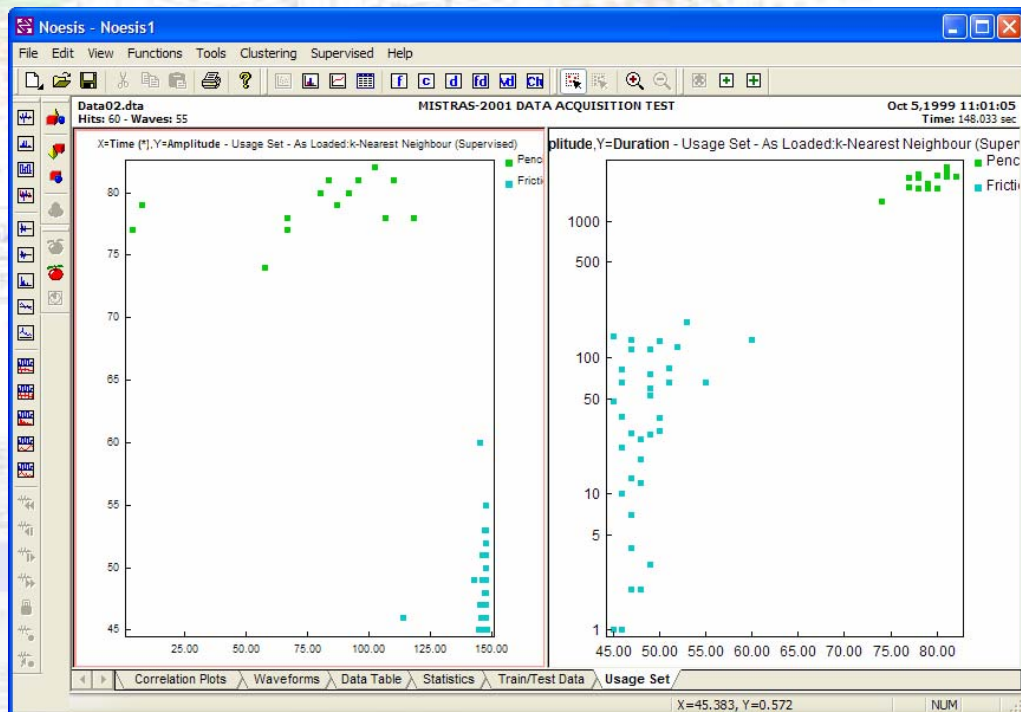 Noesis - Noesis1
File Edit View Functions Tools Clustering Supervised Help
f c d fd vd Ch
Data02.dta MISTRAS-2001 DATA ACQUISITION TEST Oct 5,1999 11:01:05
Hits: 60 - Waves: 55 Time: 148.033 sec
X=Time (*),Y=Amplitude - Usage Set - As Loaded:k-Nearest Neighbour (Supervised)
Penc
Fricti
80
75
70
65
60
55
50
45
25.00 50.00 75.00 100.00 125.00 150.00
plitude,Y=Duration - Usage Set - As Loaded:k-Nearest Neighbour (Super
Penc
Frictio
1000
500
100
50
10
5
1
45.00 50.00 55.00 60.00 65.00 70.00 75.00 80.00
Correlation Plots Waveforms Data Table Statistics Train/Test Data Usage Set
X=45.383, Y=0.572 NUM